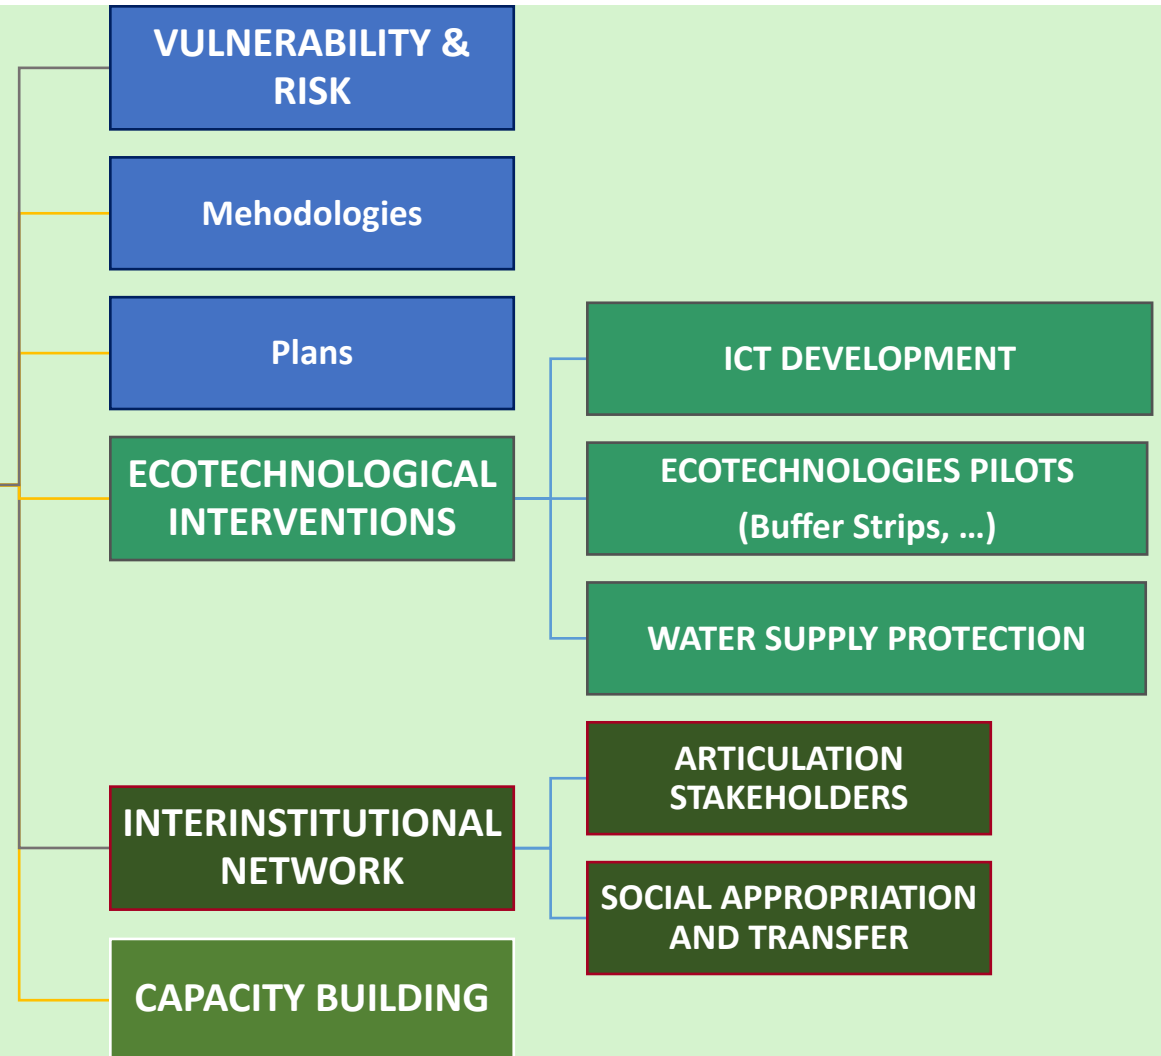 VULNERABILITY &
RISK
Mehodologies
Plans
ICT DEVELOPMENT
ECOTECHNOLOGICAL
INTERVENTIONS
ECOTECHNOLOGIES PILOTS
(Buffer Strips, ...)
WATER SUPPLY PROTECTION
ARTICULATION
STAKEHOLDERS
INTERINSTITUTIONAL
NETWORK
SOCIAL APPROPRIATION
AND TRANSFER
CAPACITY BUILDING